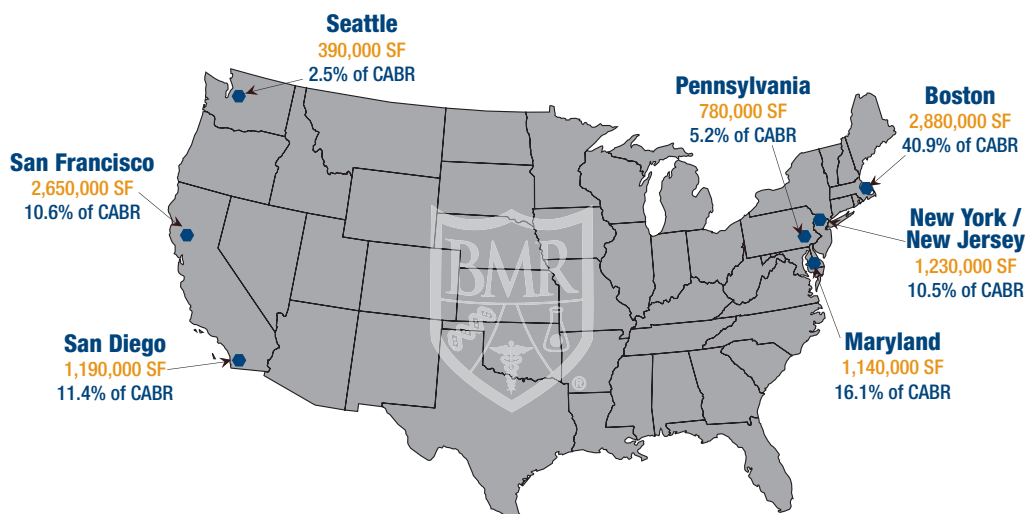 Seattle
390,000 SF
2.5% of CABR
Pennsylvania
780,000 SF
5.2% of CABR
Boston
2,880,000 SF
40.9% of CABR
San Francisco
2,650,000 SF
10.6% of CABR
New York /
New Jersey
1,230,000 SF
10.5% of CABR
BMR
®
San Diego
1,190,000 SF
11.4% of CABR
Maryland
1,140,000 SF
16.1% of CABR